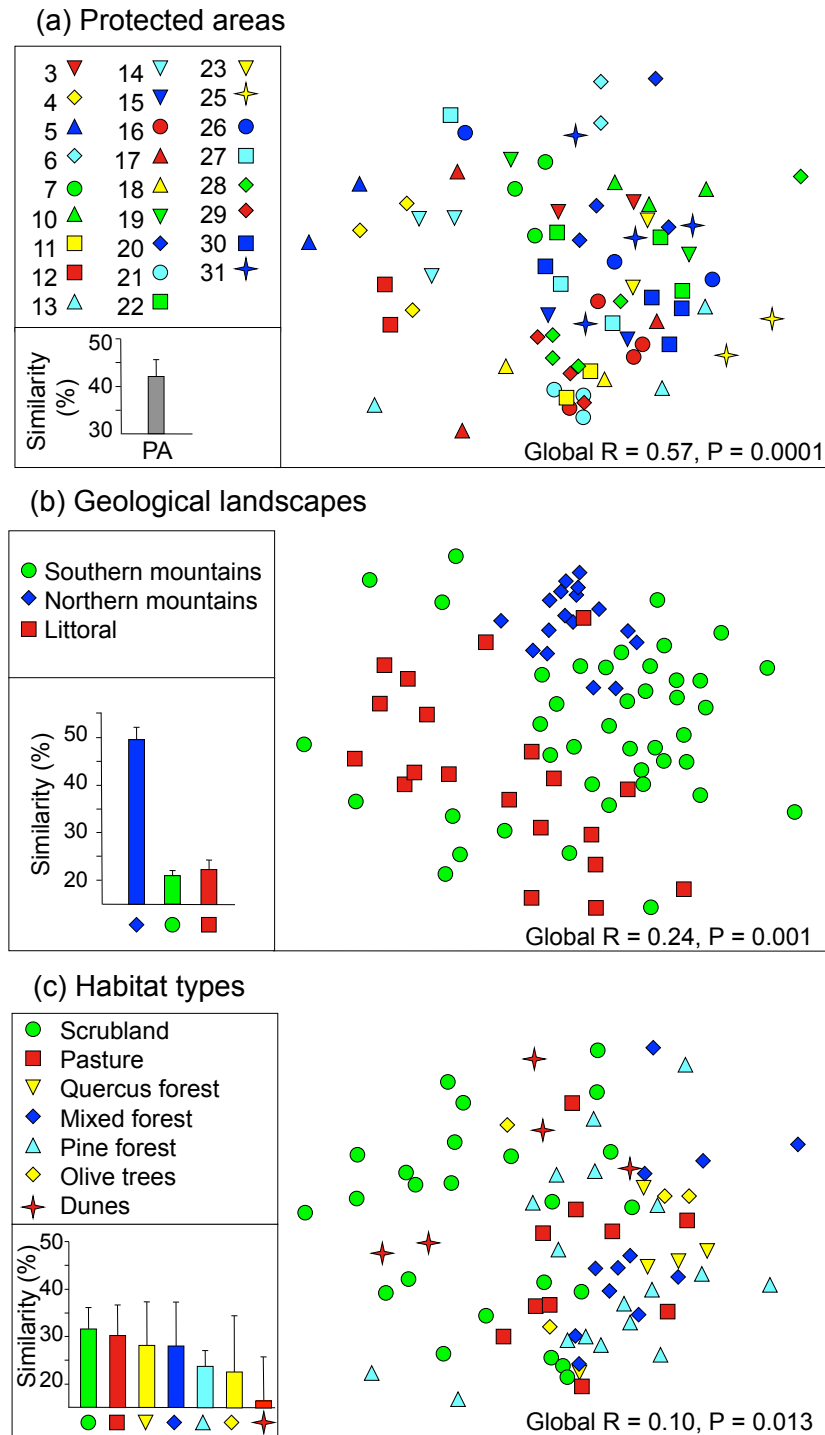 (a) Protected areas
3 14 23
4 15 25
5 16 26
6 17 27
7 18 28
10 19 29
11 20 30
12 21 31
13 22
50
40
30
Similarity
(%)
PA
Global R = 0.57, P = 0.0001
(b) Geological landscapes
Southern mountains
Northern mountains
Littoral
50
40
30
20
Similarity (%)
Global R = 0.24, P = 0.001
(c) Habitat types
Scrubland
Pasture
Quercus forest
Mixed forest
Pine forest
Olive trees
Dunes
50
40
30
20
Similarity (%)
Global R = 0.10, P = 0.013